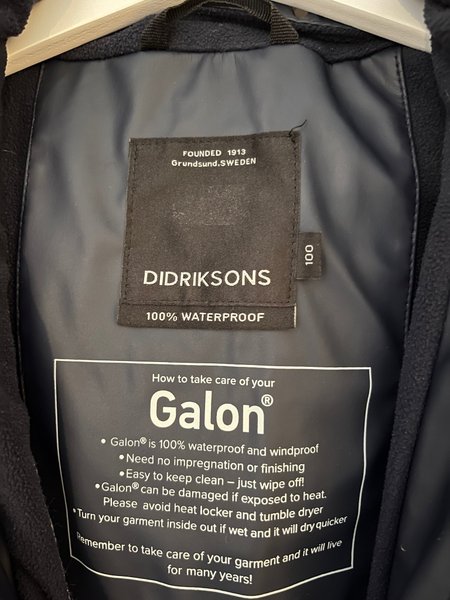 FOUNDED 1913
Grundsund.SWEDEN
DIDRIKSONS
100
100% WATERPROOF
How to take care of your
Galon®
• Galon® is 100% waterproof and windproof
• Need no impregnation or finishing
• Easy to keep clean – just wipe off!
• Galon® can be damaged if exposed to heat.
Please avoid heat locker and tumble dryer
• Turn your garment inside out if wet and it will dry quicker
Remember to take care of your garment and it will live
for many years!